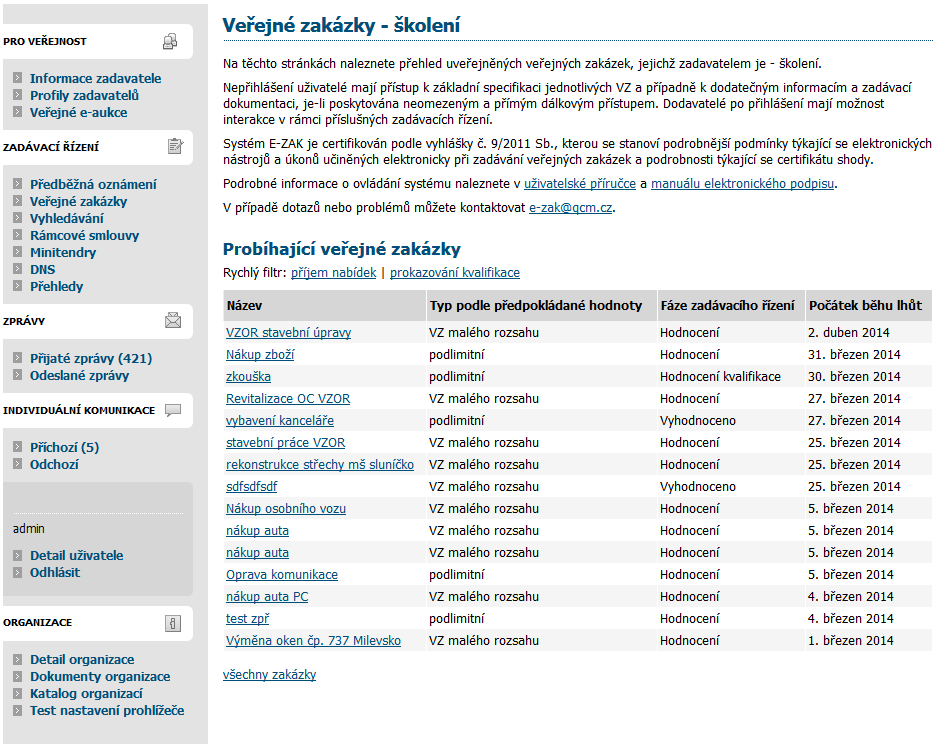 PRO VEŘEJNOST
Informace zadavatele
Profily zadavatelů
Veřejné e-aukce
ZADÁVACÍ ŘÍZENÍ
Předběžná oznámení
Veřejné zakázky
Vyhledávání
Rámcové smlouvy
Minitendry
DNS
Přehledy
ZPRÁVY
Přijaté zprávy (421)
Odeslané zprávy
INDIVIDUÁLNÍ KOMUNIKACE
Příchozí (5)
Odchozí
admin
Detail uživatele
Odhlásit
ORGANIZACE
Detail organizace
Dokumenty organizace
Katalog organizací
Test nastavení prohlížeče
Veřejné zakázky - školení
Na těchto stránkách naleznete přehled uveřejněných veřejných zakázek, jejichž zadavatelem je - školení.
Nepřihlášení uživatelé mají přístup k základní specifikaci jednotlivých VZ a případně k dodatečným informacím a zadávací
dokumentaci, je-li poskytována neomezeným a přímým dálkovým přístupem. Dodavatelé po přihlášení mají možnost
interakce v rámci příslušných zadávacích řízení.
Systém E-ZAK je certifikován podle vyhlášky č. 9/2011 Sb., kterou se stanoví podrobnější podmínky týkající se elektronických
nástrojů a úkonů učiněných elektronicky při zadávání veřejných zakázek a podrobnosti týkající se certifikátu shody.
Podrobné informace o ovládání systému naleznete v uživatelské příručce a manuálu elektronického podpisu.
V případě dotazů nebo problémů můžete kontaktovat e-zak@qcm.cz.
Probíhající veřejné zakázky
Rychlý filtr: příjem nabídek | prokazování kvalifikace
Název Typ podle předpokládané hodnoty Fáze zadávacího řízení Počátek běhu lhůt
VZOR stavební úpravy VZ malého rozsahu Hodnocení 2. duben 2014
Nákup zboží podlimitní Hodnocení 31. březen 2014
zkouška podlimitní Hodnocení kvalifikace 30. březen 2014
Revitalizace OC VZOR VZ malého rozsahu Hodnocení 27. březen 2014
vybavení kanceláře podlimitní Vyhodnoceno 27. březen 2014
stavební práce VZOR VZ malého rozsahu Hodnocení 25. březen 2014
rekonstrukce střechy mš sluníčko VZ malého rozsahu Hodnocení 25. březen 2014
sdfsdfsdf VZ malého rozsahu Vyhodnoceno 25. březen 2014
Nákup osobního vozu VZ malého rozsahu Hodnocení 5. březen 2014
nákup auta VZ malého rozsahu Hodnocení 5. březen 2014
nákup auta VZ malého rozsahu Hodnocení 5. březen 2014
Oprava komunikace podlimitní Hodnocení 5. březen 2014
nákup auta PC VZ malého rozsahu Hodnocení 4. březen 2014
test zpř podlimitní Hodnocení 4. březen 2014
Výměna oken čp. 737 Milevsko VZ malého rozsahu Hodnocení 1. březen 2014
všechny zakázky